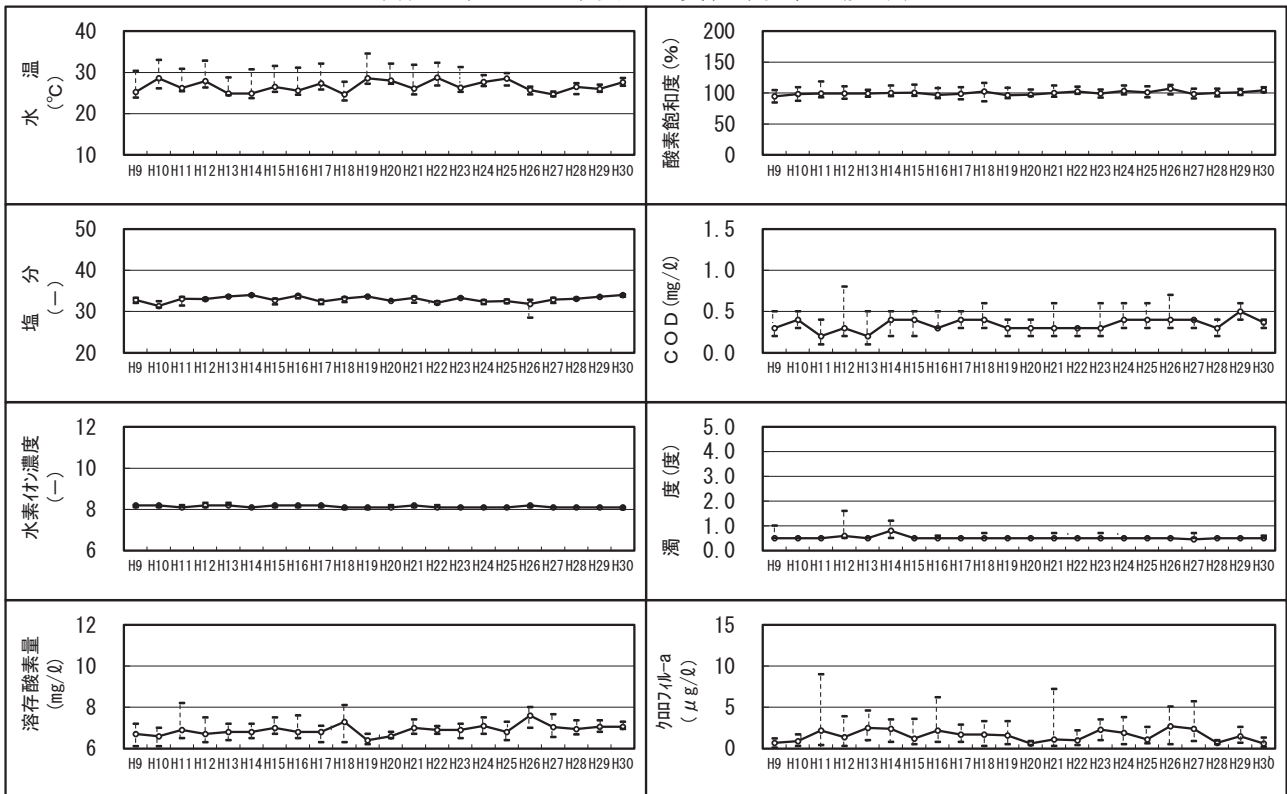 水 温
(℃)
40
30
20
10
H9 H10 H11 H12 H13 H14 H15 H16 H17 H18 H19 H20 H21 H22 H23 H24 H25 H26 H27 H28 H29 H30
酸素飽和度(%)
200
150
100
50
0
H9 H10 H11 H12 H13 H14 H15 H16 H17 H18 H19 H20 H21 H22 H23 H24 H25 H26 H27 H28 H29 H30
塩 分
(ー)
50
40
30
20
H9 H10 H11 H12 H13 H14 H15 H16 H17 H18 H19 H20 H21 H22 H23 H24 H25 H26 H27 H28 H29 H30
COD(mg/ℓ)
1.5
1.0
0.5
0.0
H9 H10 H11 H12 H13 H14 H15 H16 H17 H18 H19 H20 H21 H22 H23 H24 H25 H26 H27 H28 H29 H30
水素ｲｵﾝ濃度
(ー)
12
10
8
6
H9 H10 H11 H12 H13 H14 H15 H16 H17 H18 H19 H20 H21 H22 H23 H24 H25 H26 H27 H28 H29 H30
濁 度(度)
5.0
4.0
3.0
2.0
1.0
0.0
H9 H10 H11 H12 H13 H14 H15 H16 H17 H18 H19 H20 H21 H22 H23 H24 H25 H26 H27 H28 H29 H30
溶存酸素量
(mg/ℓ)
12
10
8
6
H9 H10 H11 H12 H13 H14 H15 H16 H17 H18 H19 H20 H21 H22 H23 H24 H25 H26 H27 H28 H29 H30
ｸﾛﾛﾌｨﾙｰa
(μg/ℓ)
15
10
5
0
H9 H10 H11 H12 H13 H14 H15 H16 H17 H18 H19 H20 H21 H22 H23 H24 H25 H26 H27 H28 H29 H30